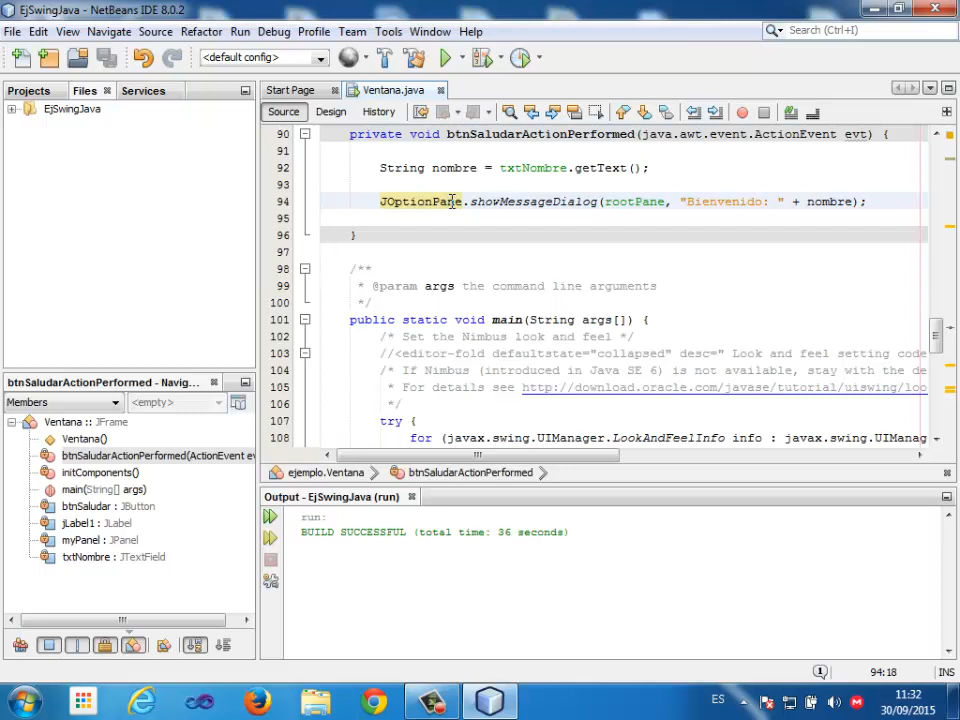 EjSwingJava - NetBeans IDE 8.0.2
File Edit View Navigate Source Refactor Run Debug Profile Team Tools Window Help
Search (Ctrl+I)
<default config>
Projects Files Services
Start Page Ventana.java
EjSwingJava
Source Design History
90 private void btnSaludarActionPerformed(java.awt.event.ActionEvent evt) {
91
92 String nombre = txtNombre.getText();
93
94 JOptionPane.showMessageDialog(rootPane, "Bienvenido: " + nombre);
95
96 }
97
98 /**
99 * @param args the command line arguments
100 */
101 public static void main(String args[]) {
102 /* Set the Nimbus look and feel */
103 //<editor-fold defaultstate="collapsed" desc=" Look and feel setting code
104 /* If Nimbus (introduced in Java SE 6) is not available, stay with the de
105 * For details see http://download.oracle.com/javase/tutorial/uiswing/loo
106 */
107 try {
108 for (javax.swing.UIManager.LookAndFeelInfo info : javax.swing.UIManag
btnSaludarActionPerformed - Navig...
Members <empty>
Ventana :: JFrame
Ventana()
btnSaludarActionPerformed(ActionEvent ev
initComponents()
main(String[] args)
btnSaludar : JButton
jLabel1 : JLabel
myPanel : JPanel
txtNombre : JTextField
ejemplo.Ventana btnSaludarActionPerformed
Output - EjSwingJava (run)
run:
BUILD SUCCESSFUL (total time: 36 seconds)
1 94:18 INS
ES
11:32
30/09/2015